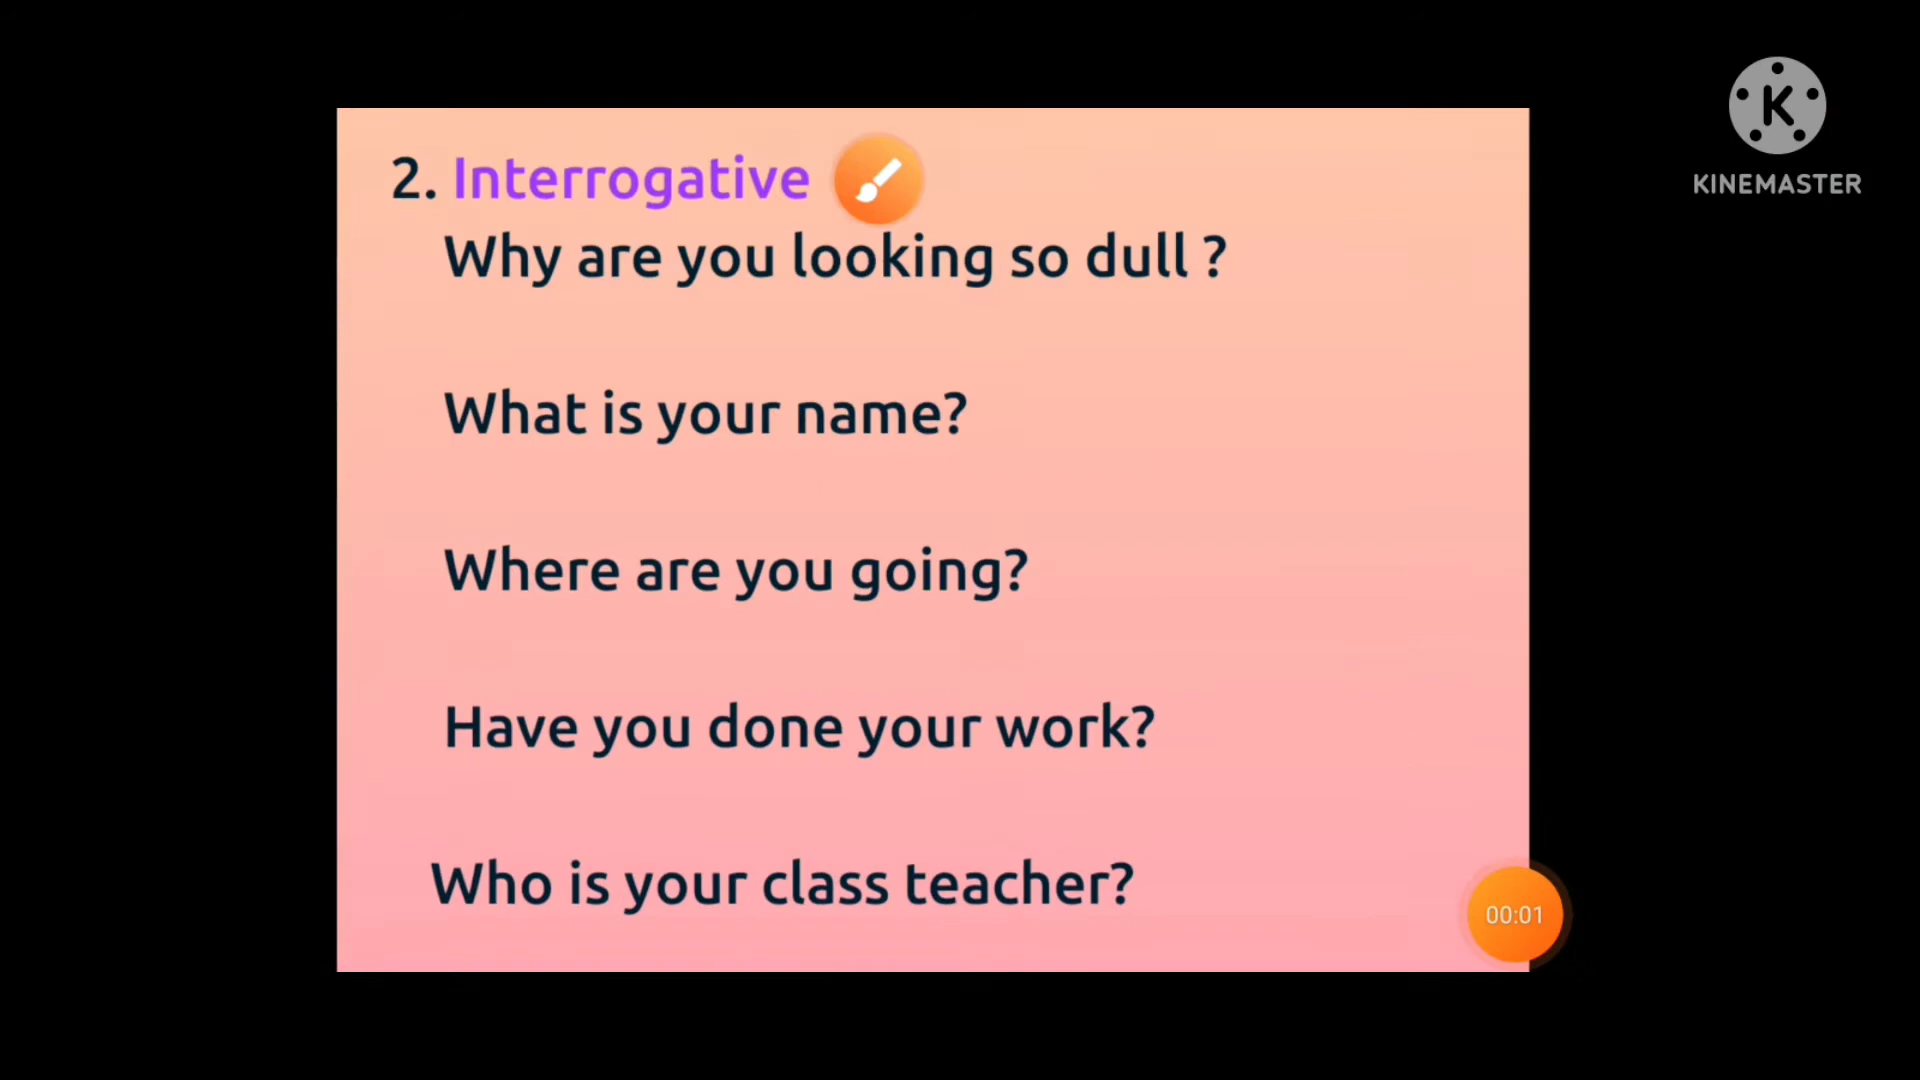 2. Interrogative
Why are you looking so dull ?
What is your name?
Where are you going?
Have you done your work?
Who is your class teacher?
00:01
K
KINEMASTER